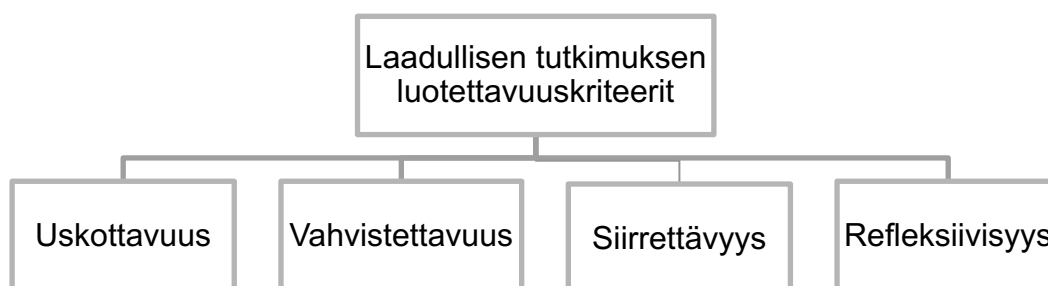 Laadullisen tutkimuksen
luotettavuuskriteerit
Uskottavuus
Vahvistettavuus
Siirrettävyys
Refleksiivisyys